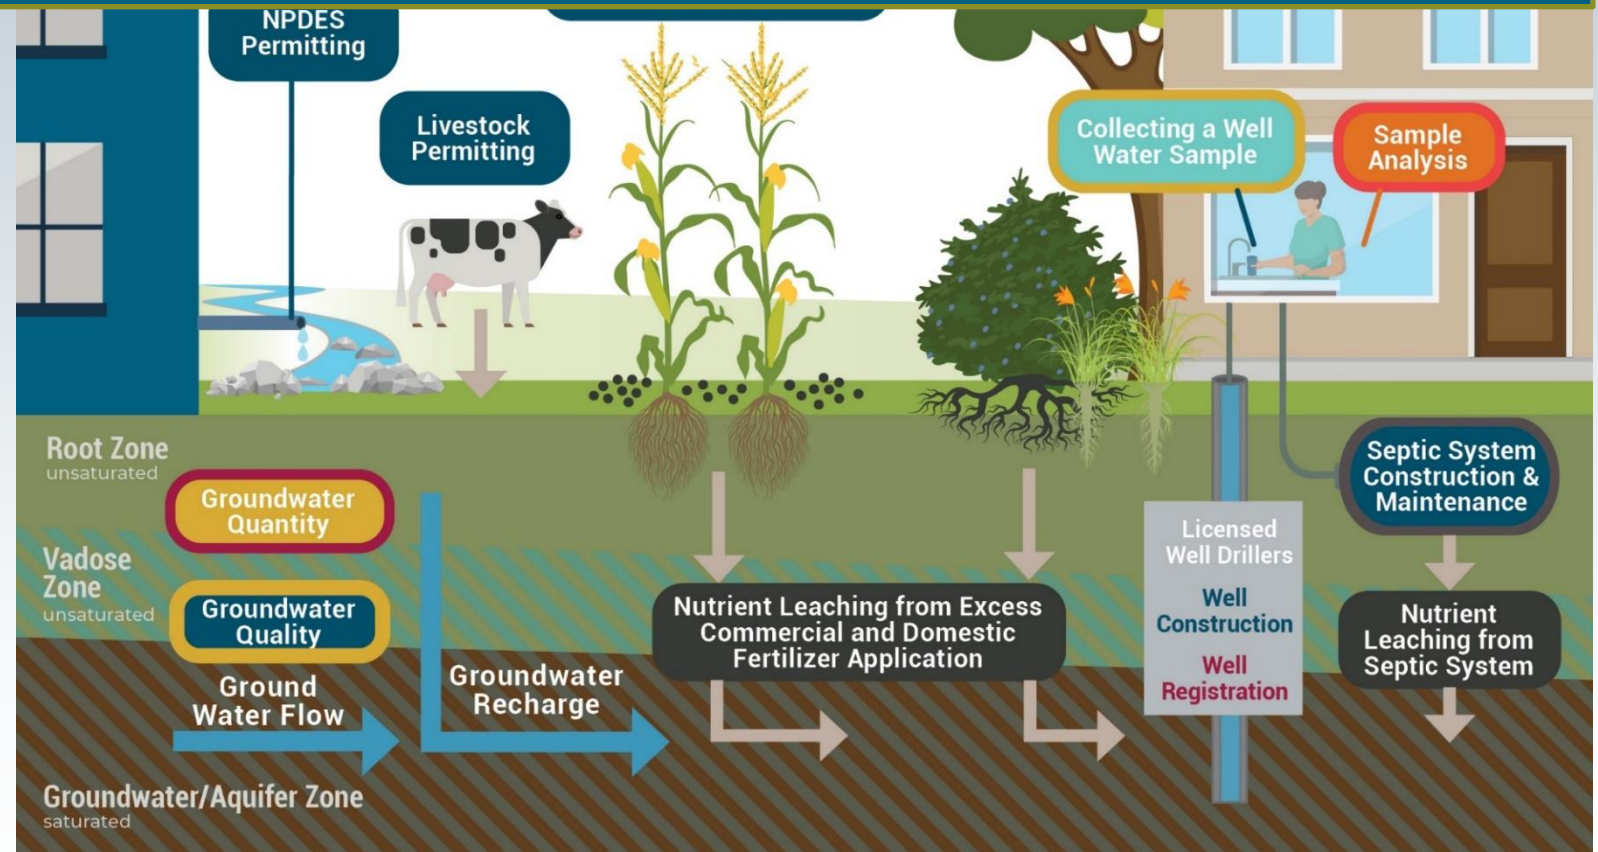 NPDES
Permitting
Livestock
Permitting
Collecting a Well
Water Sample
Sample
Analysis
Root Zone
unsaturated
Groundwater
Quantity
Septic System
Construction &
Maintenance
Licensed
Well Drillers
Well
Construction
Well
Registration
Vadose
Zone
unsaturated
Groundwater
Quality
Nutrient Leaching from Excess
Commercial and Domestic
Fertilizer Application
Nutrient
Leaching from
Septic System
Ground
Water Flow
Groundwater
Recharge
Groundwater/Aquifer Zone
saturated